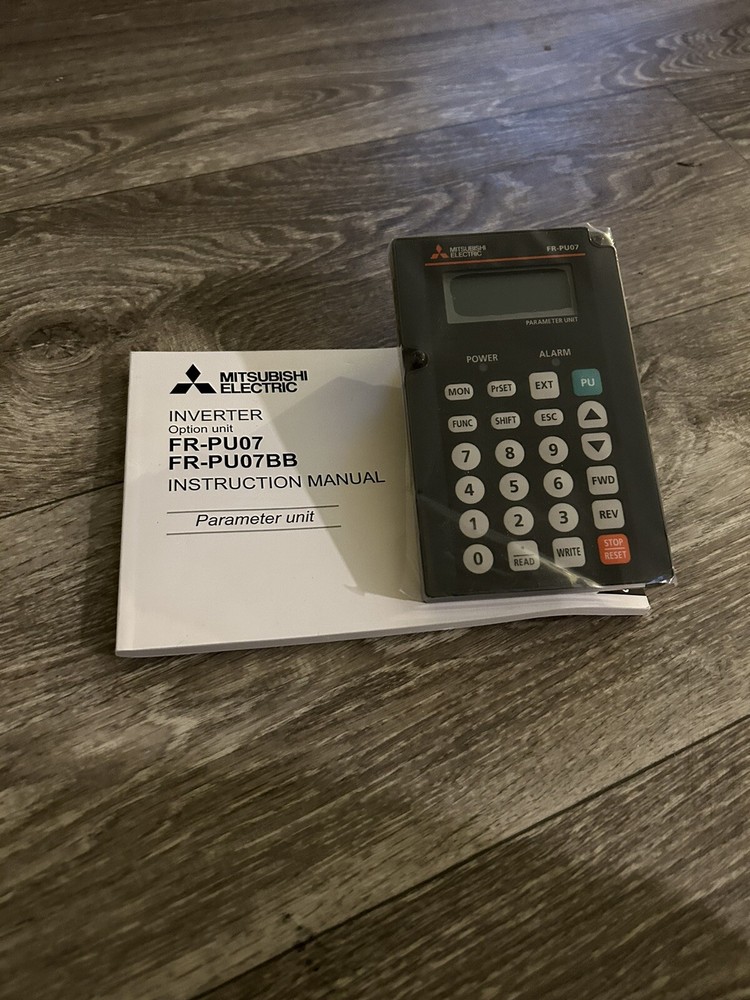 MITSUBISHI
ELECTRIC
INVERTER
Option unit
FR-PU07
FR-PU07BB
INSTRUCTION MANUAL
Parameter unit
MITSUBISHI
ELECTRIC
FR-PU07
PARAMETER UNIT
POWER ALARM
MON PrSET EXT PU
FUNC SHIFT ESC
7 8 9
4 5 6 FWD
1 2 3 REV
0 READ WRITE STOP
RESET